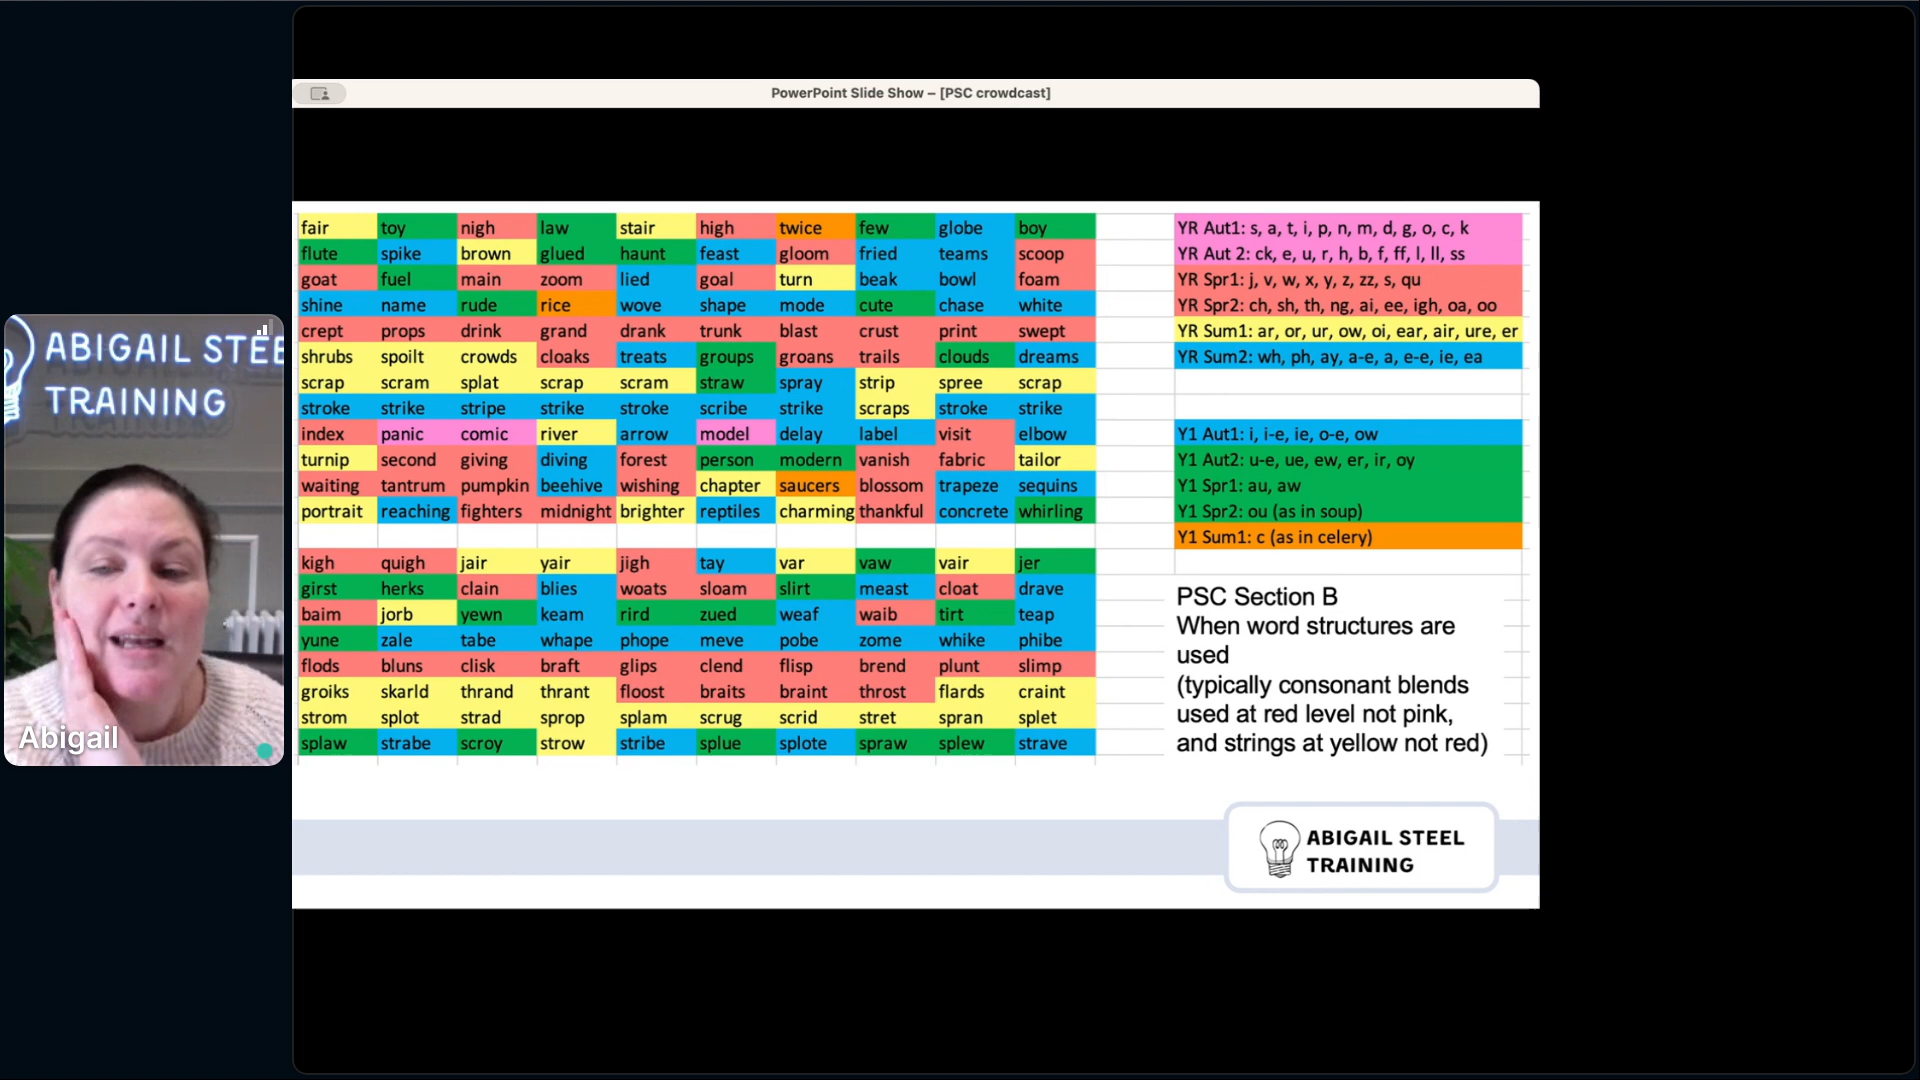 PowerPoint Slide Show – [PSC crowdcast]
fair toy nigh law stair high twice few globe boy
flute spike brown glued haunt feast gloom fried teams scoop
goat fuel main zoom lied goal turn beak bowl foam
shine name rude rice wove shape mode cute chase white
crept props drink grand drank trunk blast crust print swept
shrubs spoilt crowds cloaks treats groups groans trails clouds dreams
scrap scram splat scrap scram straw spray strip spree scrap
stroke strike stripe strike stroke scribe strike scraps stroke strike
index panic comic river arrow model delay label visit elbow
turnip second giving diving forest person modern vanish fabric tailor
waiting tantrum pumpkin beehive wishing chapter saucers blossom trapeze sequins
portrait reaching fighters midnight brighter reptiles charming thankful concrete whirling
kigh quigh jair yair jigh tay var vaw vair jer
girst herks clain blies woats sloam slirt meast cloat drave
baim jorb yewn keam rird zued weaf waib tirt teap
yune zale tabe whape phope meve pobe zome whike phibe
flods bluns clisk braft glips clend flisp brend plunt slimp
groiks skarld thrand thrant floost braits braint throst flards craint
strom splot strad sprop splam scrug scrid stret spran splet
splaw strabe scroy strow stribe splue splote spraw splew strave
YR Aut1: s, a, t, i, p, n, m, d, g, o, c, k
YR Aut 2: ck, e, u, r, h, b, f, ff, l, ll, ss
YR Spr1: j, v, w, x, y, z, zz, s, qu
YR Spr2: ch, sh, th, ng, ai, ee, igh, oa, oo
YR Sum1: ar, or, ur, ow, oi, ear, air, ure, er
YR Sum2: wh, ph, ay, a-e, a, e-e, ie, ea
Y1 Aut1: i, i-e, ie, o-e, ow
Y1 Aut2: u-e, ue, ew, er, ir, oy
Y1 Spr1: au, aw
Y1 Spr2: ou (as in soup)
Y1 Sum1: c (as in celery)
PSC Section B
When word structures are
used
(typically consonant blends
used at red level not pink,
and strings at yellow not red)
ABIGAIL STEEL
TRAINING
ABIGAIL STEE
TRAINING
Abigail